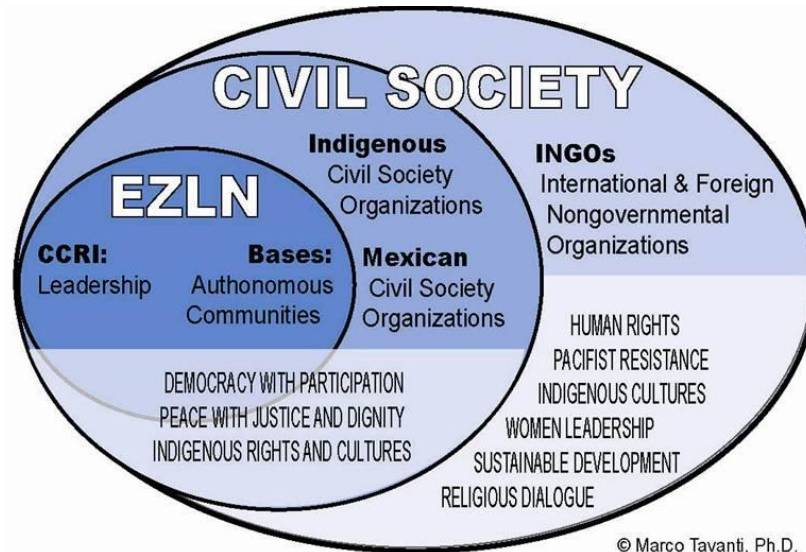 CIVIL SOCIETY
EZLN
CCRI:
Leadership
Bases:
Authonomous
Communities
Indigenous
Civil Society
Organizations
Mexican
Civil Society
Organizations
INGOs
International & Foreign
Nongovernmental
Organizations
DEMOCRACY WITH PARTICIPATION
PEACE WITH JUSTICE AND DIGNITY
INDIGENOUS RIGHTS AND CULTURES
HUMAN RIGHTS
PACIFIST RESISTANCE
INDIGENOUS CULTURES
WOMEN LEADERSHIP
SUSTAINABLE DEVELOPMENT
RELIGIOUS DIALOGUE
© Marco Tavanti, Ph.D.